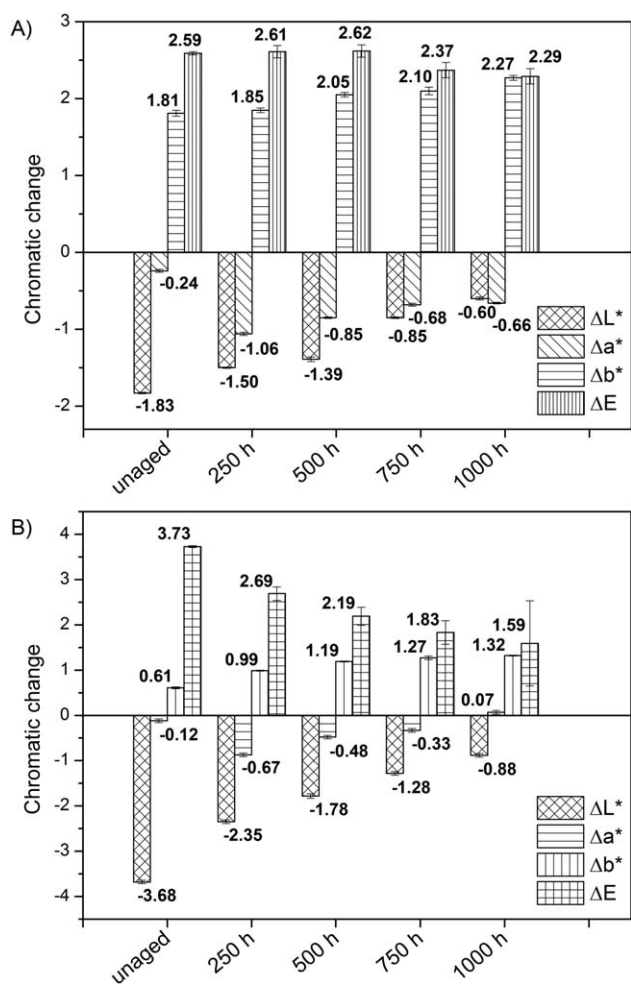 A)
3
2
1
0
-1
-2
Chromatic change
2.59
2.61
2.62
2.37
2.27
2.29
1.81
1.85
2.05
2.10
-0.24
-1.06
-0.85
-0.68
-0.60
-0.66
-1.83
-1.50
-1.39
-0.85
ΔL*
Δa*
Δb*
ΔE
unaged
250 h
500 h
750 h
1000 h
B)
4
3
2
1
0
-1
-2
-3
-4
Chromatic change
3.73
2.69
2.19
1.83
1.59
0.61
0.99
1.19
1.27
1.32
0.07
-0.12
-0.67
-0.48
-0.33
-0.88
-3.68
-2.35
-1.78
-1.28
ΔL*
Δa*
Δb*
ΔE
unaged
250 h
500 h
750 h
1000 h